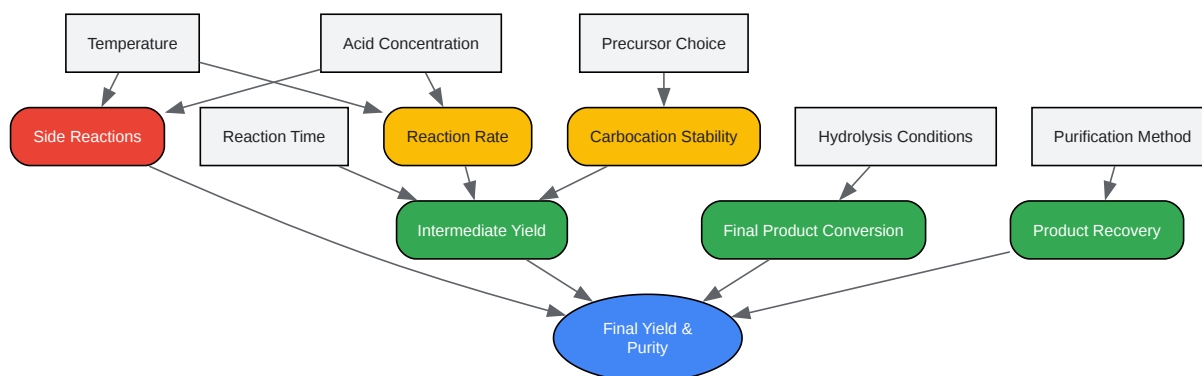 Temperature
Acid Concentration
Precursor Choice
Side Reactions
Reaction Time
Reaction Rate
Carbocation Stability
Hydrolysis Conditions
Purification Method
Intermediate Yield
Final Product Conversion
Product Recovery
Final Yield &
Purity